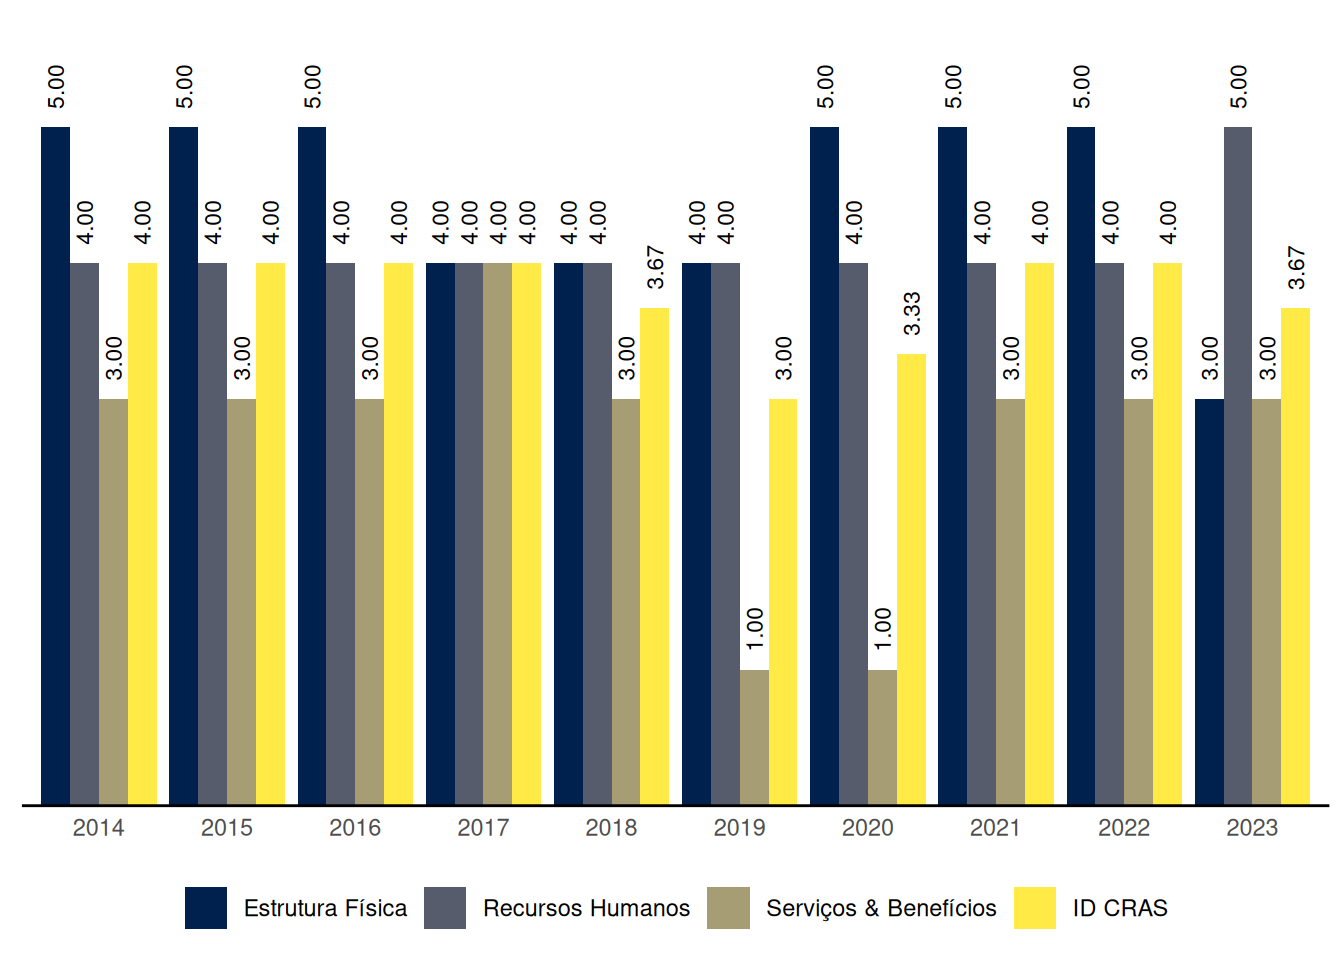 5.00 4.00 3.00 4.00 5.00 4.00 3.00 4.00 5.00 4.00 3.00 4.00 4.00 4.00 4.00 4.00 4.00 4.00 3.00 3.67 4.00 4.00 1.00 3.00 5.00 4.00 1.00 3.33 5.00 4.00 3.00 4.00 5.00 4.00 3.00 4.00 3.00 5.00 3.00 3.67
2014 2015 2016 2017 2018 2019 2020 2021 2022 2023
Estrutura Física Recursos Humanos Serviços & Benefícios ID CRAS